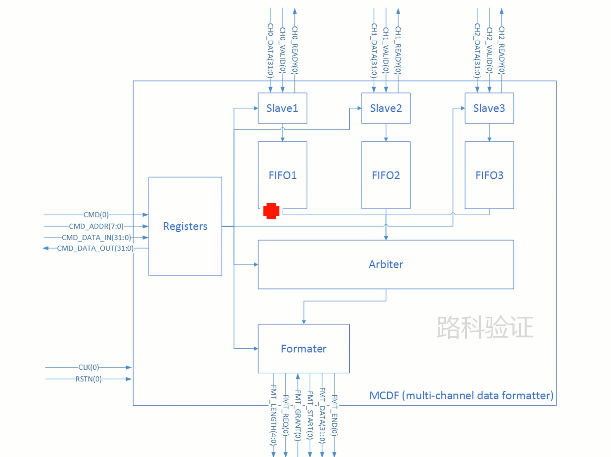 CH0_DATA(31:0)
CH0_VALID(0)
CH0_READY(0)
CH1_DATA(31:0)
CH1_VALID(0)
CH1_READY(0)
CH2_DATA(31:0)
CH2_VALID(0)
CH2_READY(0)
Slave1
Slave2
Slave3
FIFO1
FIFO2
FIFO3
Registers
CMD(0)
CMD_ADDR(7:0)
CMD_DATA_IN(31:0)
CMD_DATA_OUT(31:0)
Arbiter
路科验证
Formater
CLK(0)
RSTN(0)
MCDF (multi-channel data formatter)
FMT_LENGTH(4:0)
FMT_REQ(0)
FMT_GRANT(0)
FMT_START(0)
FMT_DATA(31:0)
FMT_END(0)